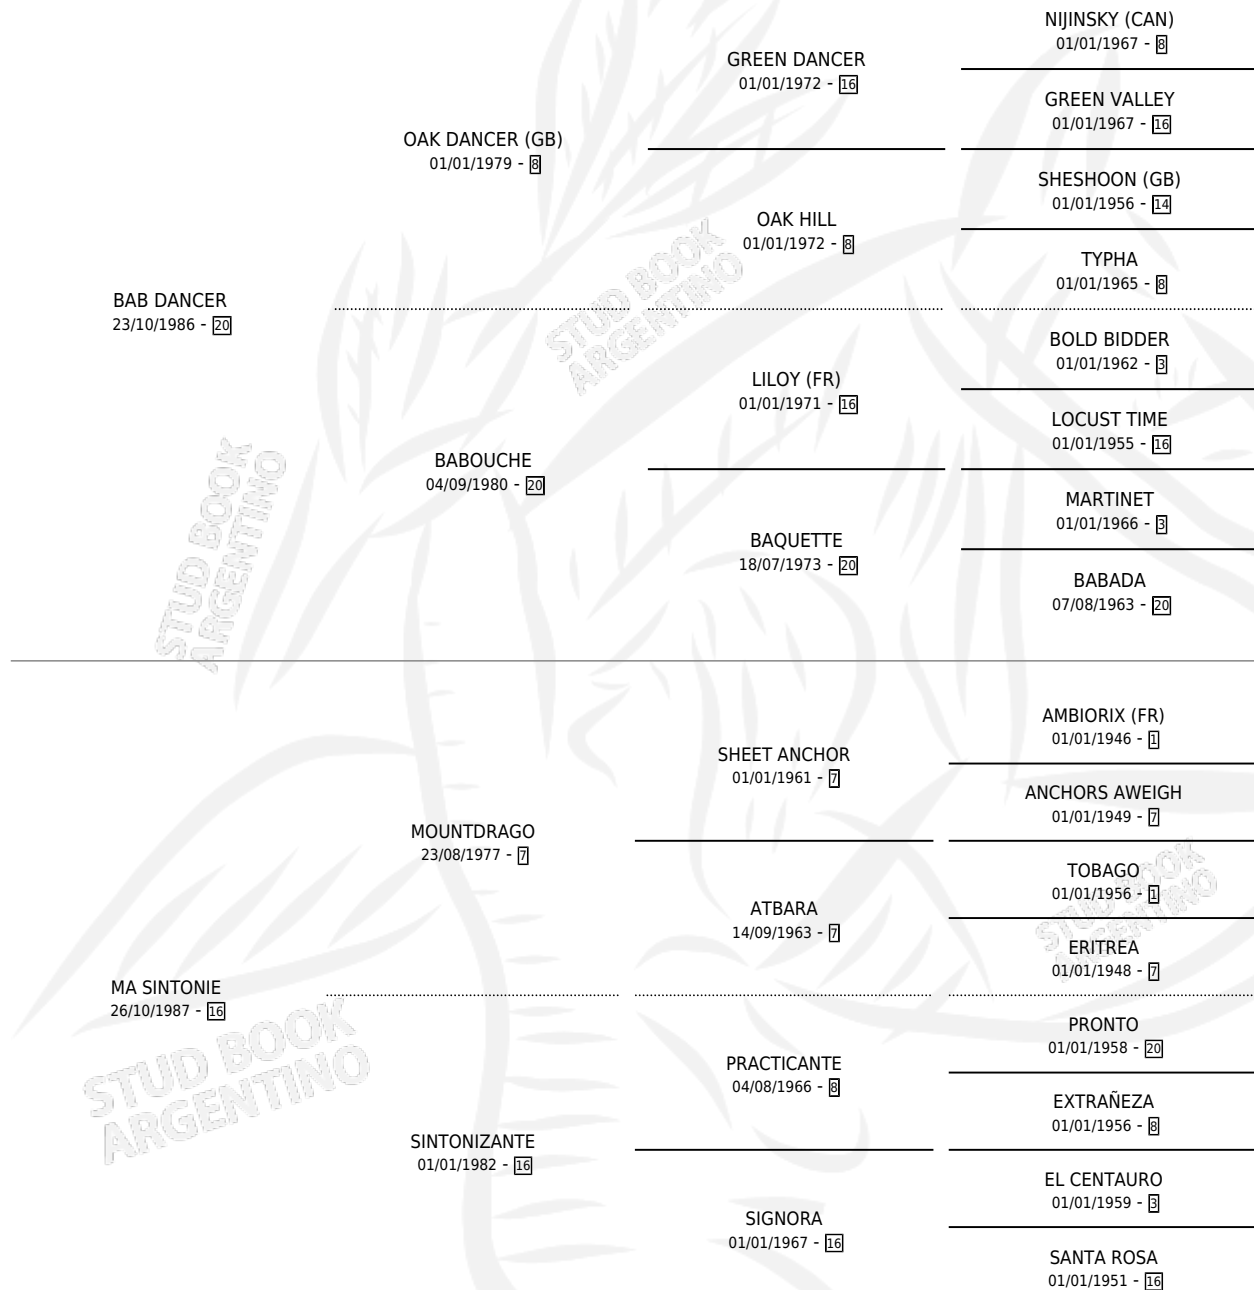 NIJINSKY (CAN)
01/01/1967 - 8
GREEN DANCER
01/01/1972 - 16
GREEN VALLEY
01/01/1967 - 16
OAK DANCER (GB)
01/01/1979 - 8
SHESHOON (GB)
01/01/1956 - 14
OAK HILL
01/01/1972 - 8
TYPHA
01/01/1965 - 8
BAB DANCER
23/10/1986 - 20
STUD BOOK
ARGENTINO
BOLD BIDDER
01/01/1962 - 3
LILOY (FR)
01/01/1971 - 16
LOCUST TIME
01/01/1955 - 16
BABOUCHE
04/09/1980 - 20
MARTINET
01/01/1966 - 3
BAQUETTE
18/07/1973 - 20
BABADA
07/08/1963 - 20
STUD BOOK
ARGENTINO
AMBIORIX (FR)
01/01/1946 - 1
SHEET ANCHOR
01/01/1961 - 7
ANCHORS AWEIGH
01/01/1949 - 7
MOUNTDRAGO
23/08/1977 - 7
TOBAGO
01/01/1956 - 1
STUD BOOK
ARGENTINO
ATBARA
14/09/1963 - 7
ERITREA
01/01/1948 - 7
MA SINTONIE
26/10/1987 - 16
STUD BOOK
ARGENTINO
PRONTO
01/01/1958 - 20
PRACTICANTE
04/08/1966 - 8
EXTRAÑEZA
01/01/1956 - 8
SINTONIZANTE
01/01/1982 - 16
EL CENTAURO
01/01/1959 - 3
SIGNORA
01/01/1967 - 16
SANTA ROSA
01/01/1951 - 16